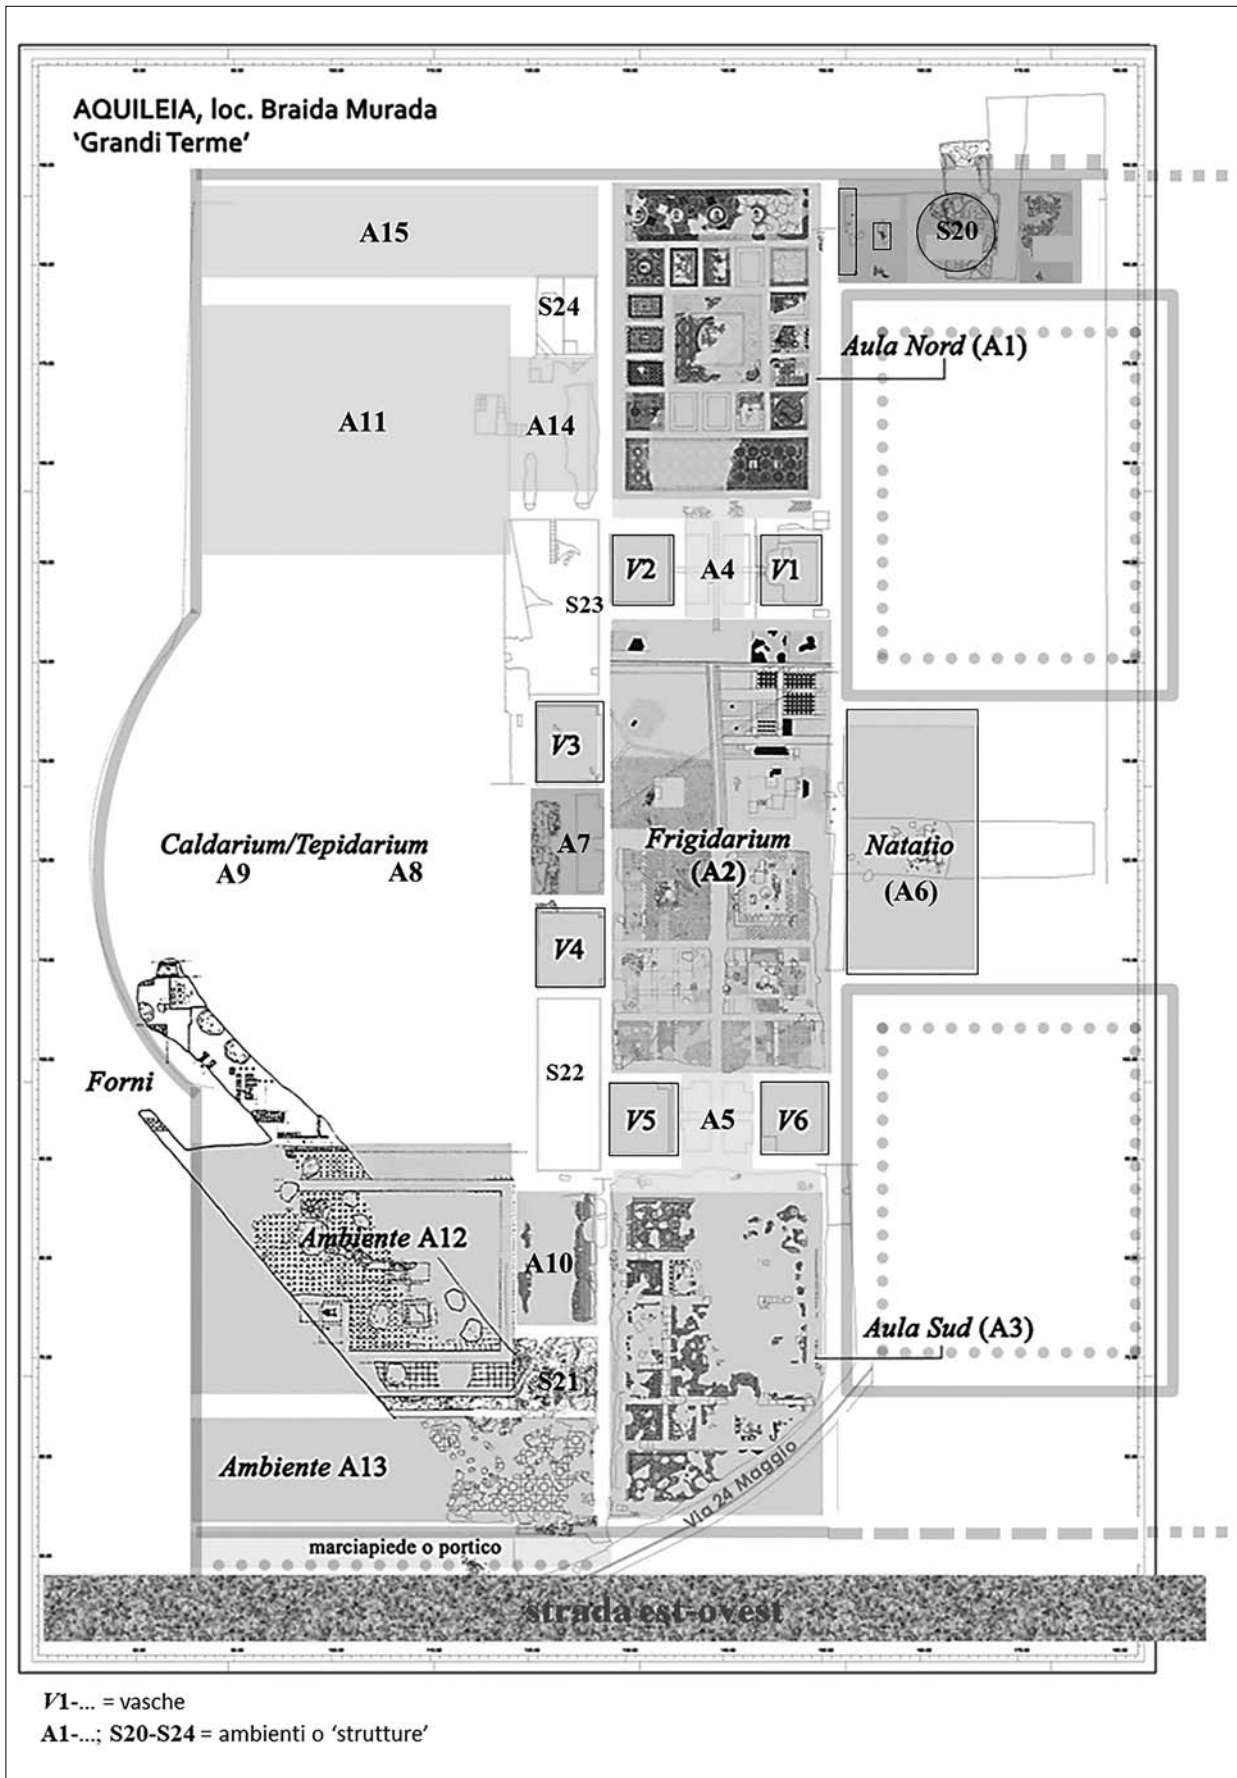 AQUILEIA, loc. Braida Murada
‘Grandi Terme’
A15
S20
S24
Aula Nord (A1)
A11
A14
V2
A4
V1
S23
V3
Caldarium/Tepidarium
A9
A8
A7
Frigidarium
(A2)
Natatio
(A6)
V4
Forni
S22
V5
A5
V6
Ambiente A12
A10
Aula Sud (A3)
S21
Ambiente A13
Via 24 Maggio
marciapiede o portico
strada est-ovest
V1-... = vasche
A1-...; S20-S24 = ambienti o ‘strutture’